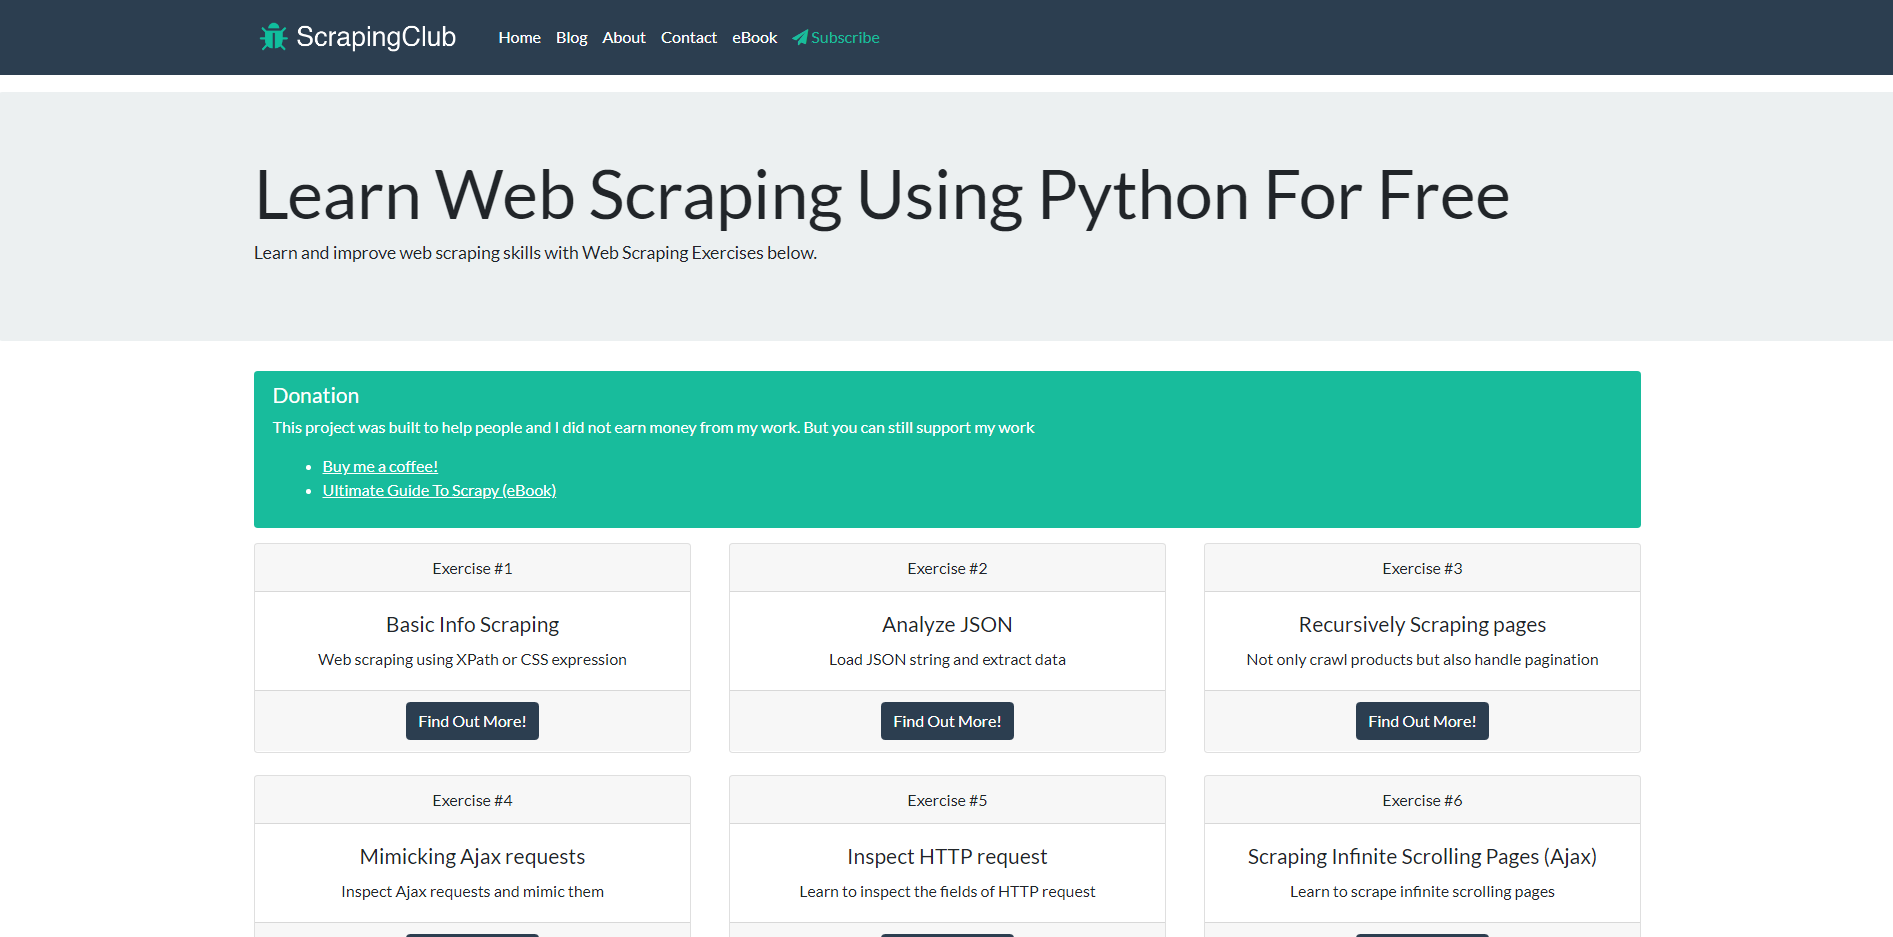 ScrapingClub Home Blog About Contact eBook Subscribe
Learn Web Scraping Using Python For Free
Learn and improve web scraping skills with Web Scraping Exercises below.
Donation
This project was built to help people and I did not earn money from my work. But you can still support my work
Buy me a coffee!
Ultimate Guide To Scrapy (eBook)
Exercise #1
Basic Info Scraping
Web scraping using XPath or CSS expression
Find Out More!
Exercise #2
Analyze JSON
Load JSON string and extract data
Find Out More!
Exercise #3
Recursively Scraping pages
Not only crawl products but also handle pagination
Find Out More!
Exercise #4
Mimicking Ajax requests
Inspect Ajax requests and mimic them
Exercise #5
Inspect HTTP request
Learn to inspect the fields of HTTP request
Exercise #6
Scraping Infinite Scrolling Pages (Ajax)
Learn to scrape infinite scrolling pages